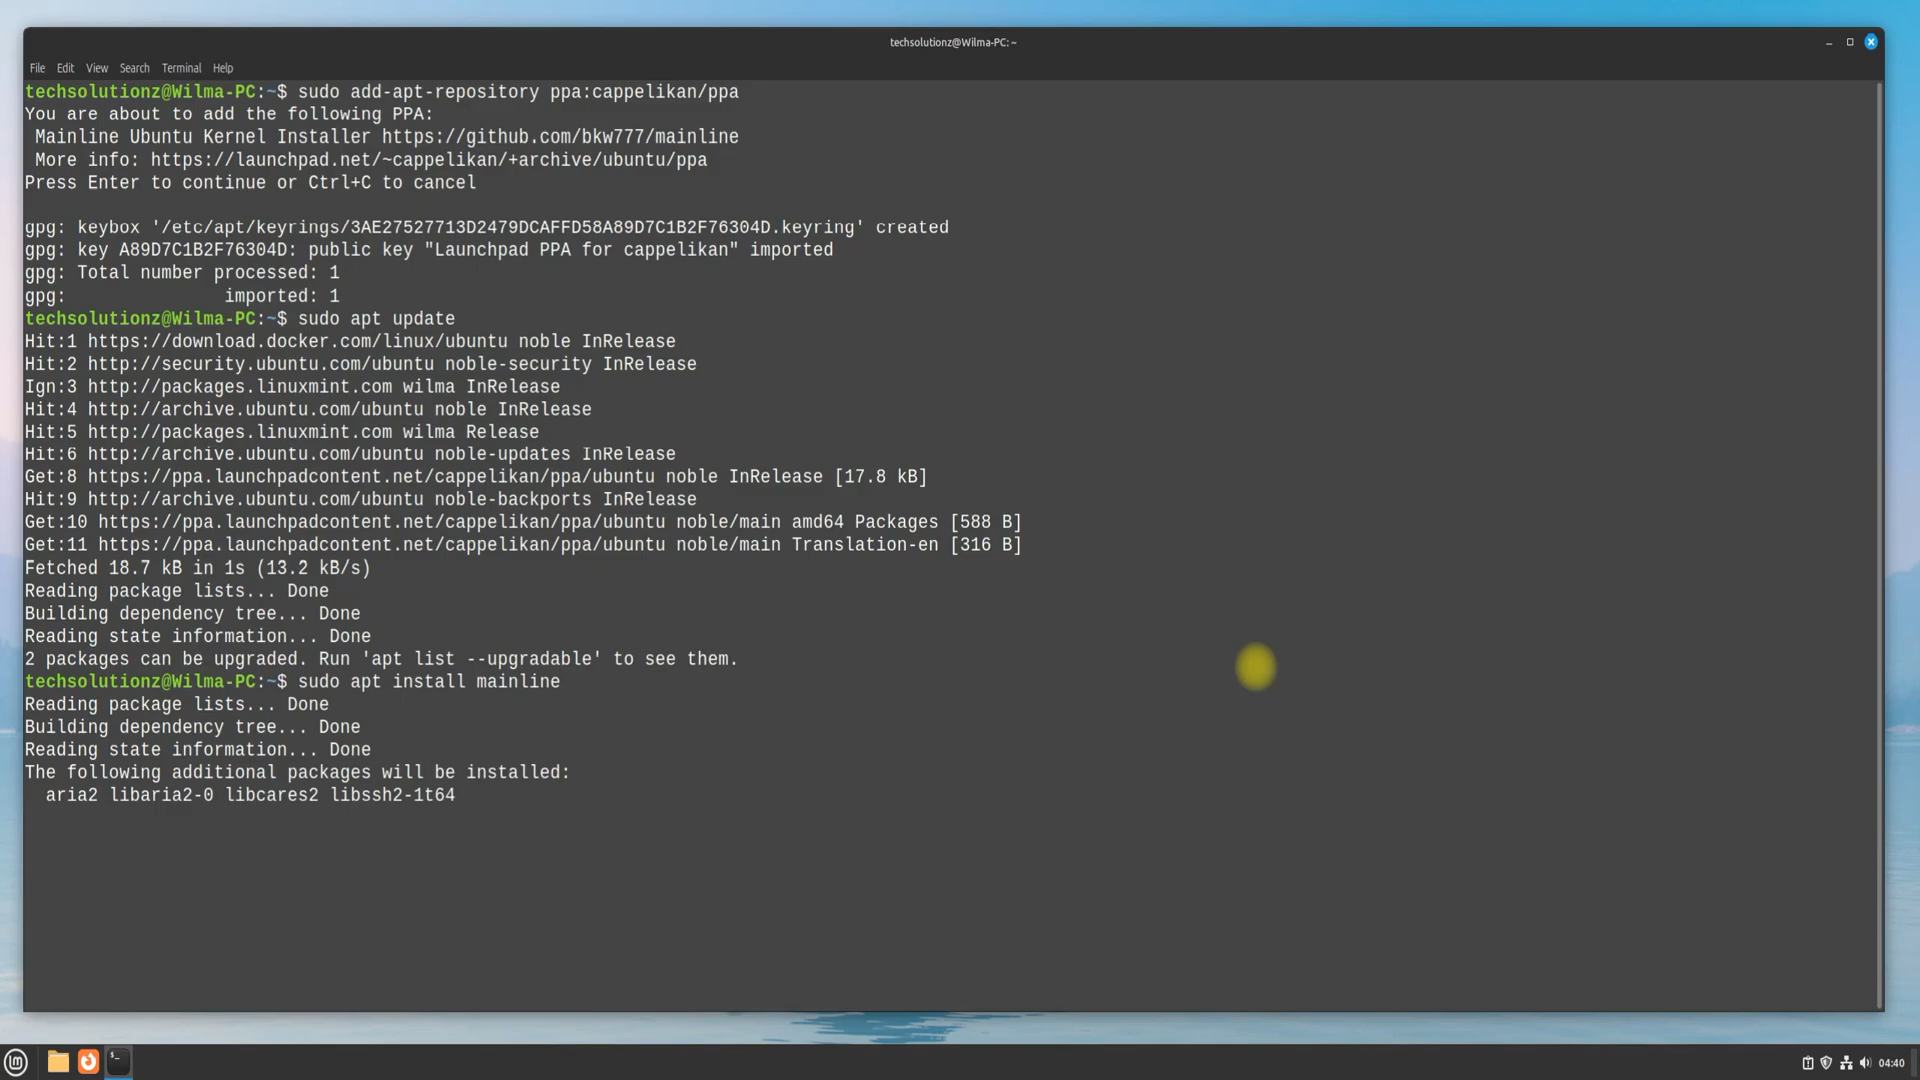 techsolutionz@Wilma-PC: ~
File Edit View Search Terminal Help
techsolutionz@Wilma-PC:~$ sudo add-apt-repository ppa:cappelikan/ppa
You are about to add the following PPA:
 Mainline Ubuntu Kernel Installer https://github.com/bkw777/mainline
 More info: https://launchpad.net/~cappelikan/+archive/ubuntu/ppa
Press Enter to continue or Ctrl+C to cancel
gpg: keybox '/etc/apt/keyrings/3AE27527713D2479DCAFFD58A89D7C1B2F76304D.keyring' created
gpg: key A89D7C1B2F76304D: public key "Launchpad PPA for cappelikan" imported
gpg: Total number processed: 1
gpg:               imported: 1
techsolutionz@Wilma-PC:~$ sudo apt update
Hit:1 https://download.docker.com/linux/ubuntu noble InRelease
Hit:2 http://security.ubuntu.com/ubuntu noble-security InRelease
Ign:3 http://packages.linuxmint.com wilma InRelease
Hit:4 http://archive.ubuntu.com/ubuntu noble InRelease
Hit:5 http://packages.linuxmint.com wilma Release
Hit:6 http://archive.ubuntu.com/ubuntu noble-updates InRelease
Get:8 https://ppa.launchpadcontent.net/cappelikan/ppa/ubuntu noble InRelease [17.8 kB]
Hit:9 http://archive.ubuntu.com/ubuntu noble-backports InRelease
Get:10 https://ppa.launchpadcontent.net/cappelikan/ppa/ubuntu noble/main amd64 Packages [588 B]
Get:11 https://ppa.launchpadcontent.net/cappelikan/ppa/ubuntu noble/main Translation-en [316 B]
Fetched 18.7 kB in 1s (13.2 kB/s)
Reading package lists... Done
Building dependency tree... Done
Reading state information... Done
2 packages can be upgraded. Run 'apt list --upgradable' to see them.
techsolutionz@Wilma-PC:~$ sudo apt install mainline
Reading package lists... Done
Building dependency tree... Done
Reading state information... Done
The following additional packages will be installed:
  aria2 libaria2-0 libcares2 libssh2-1t64
04:40